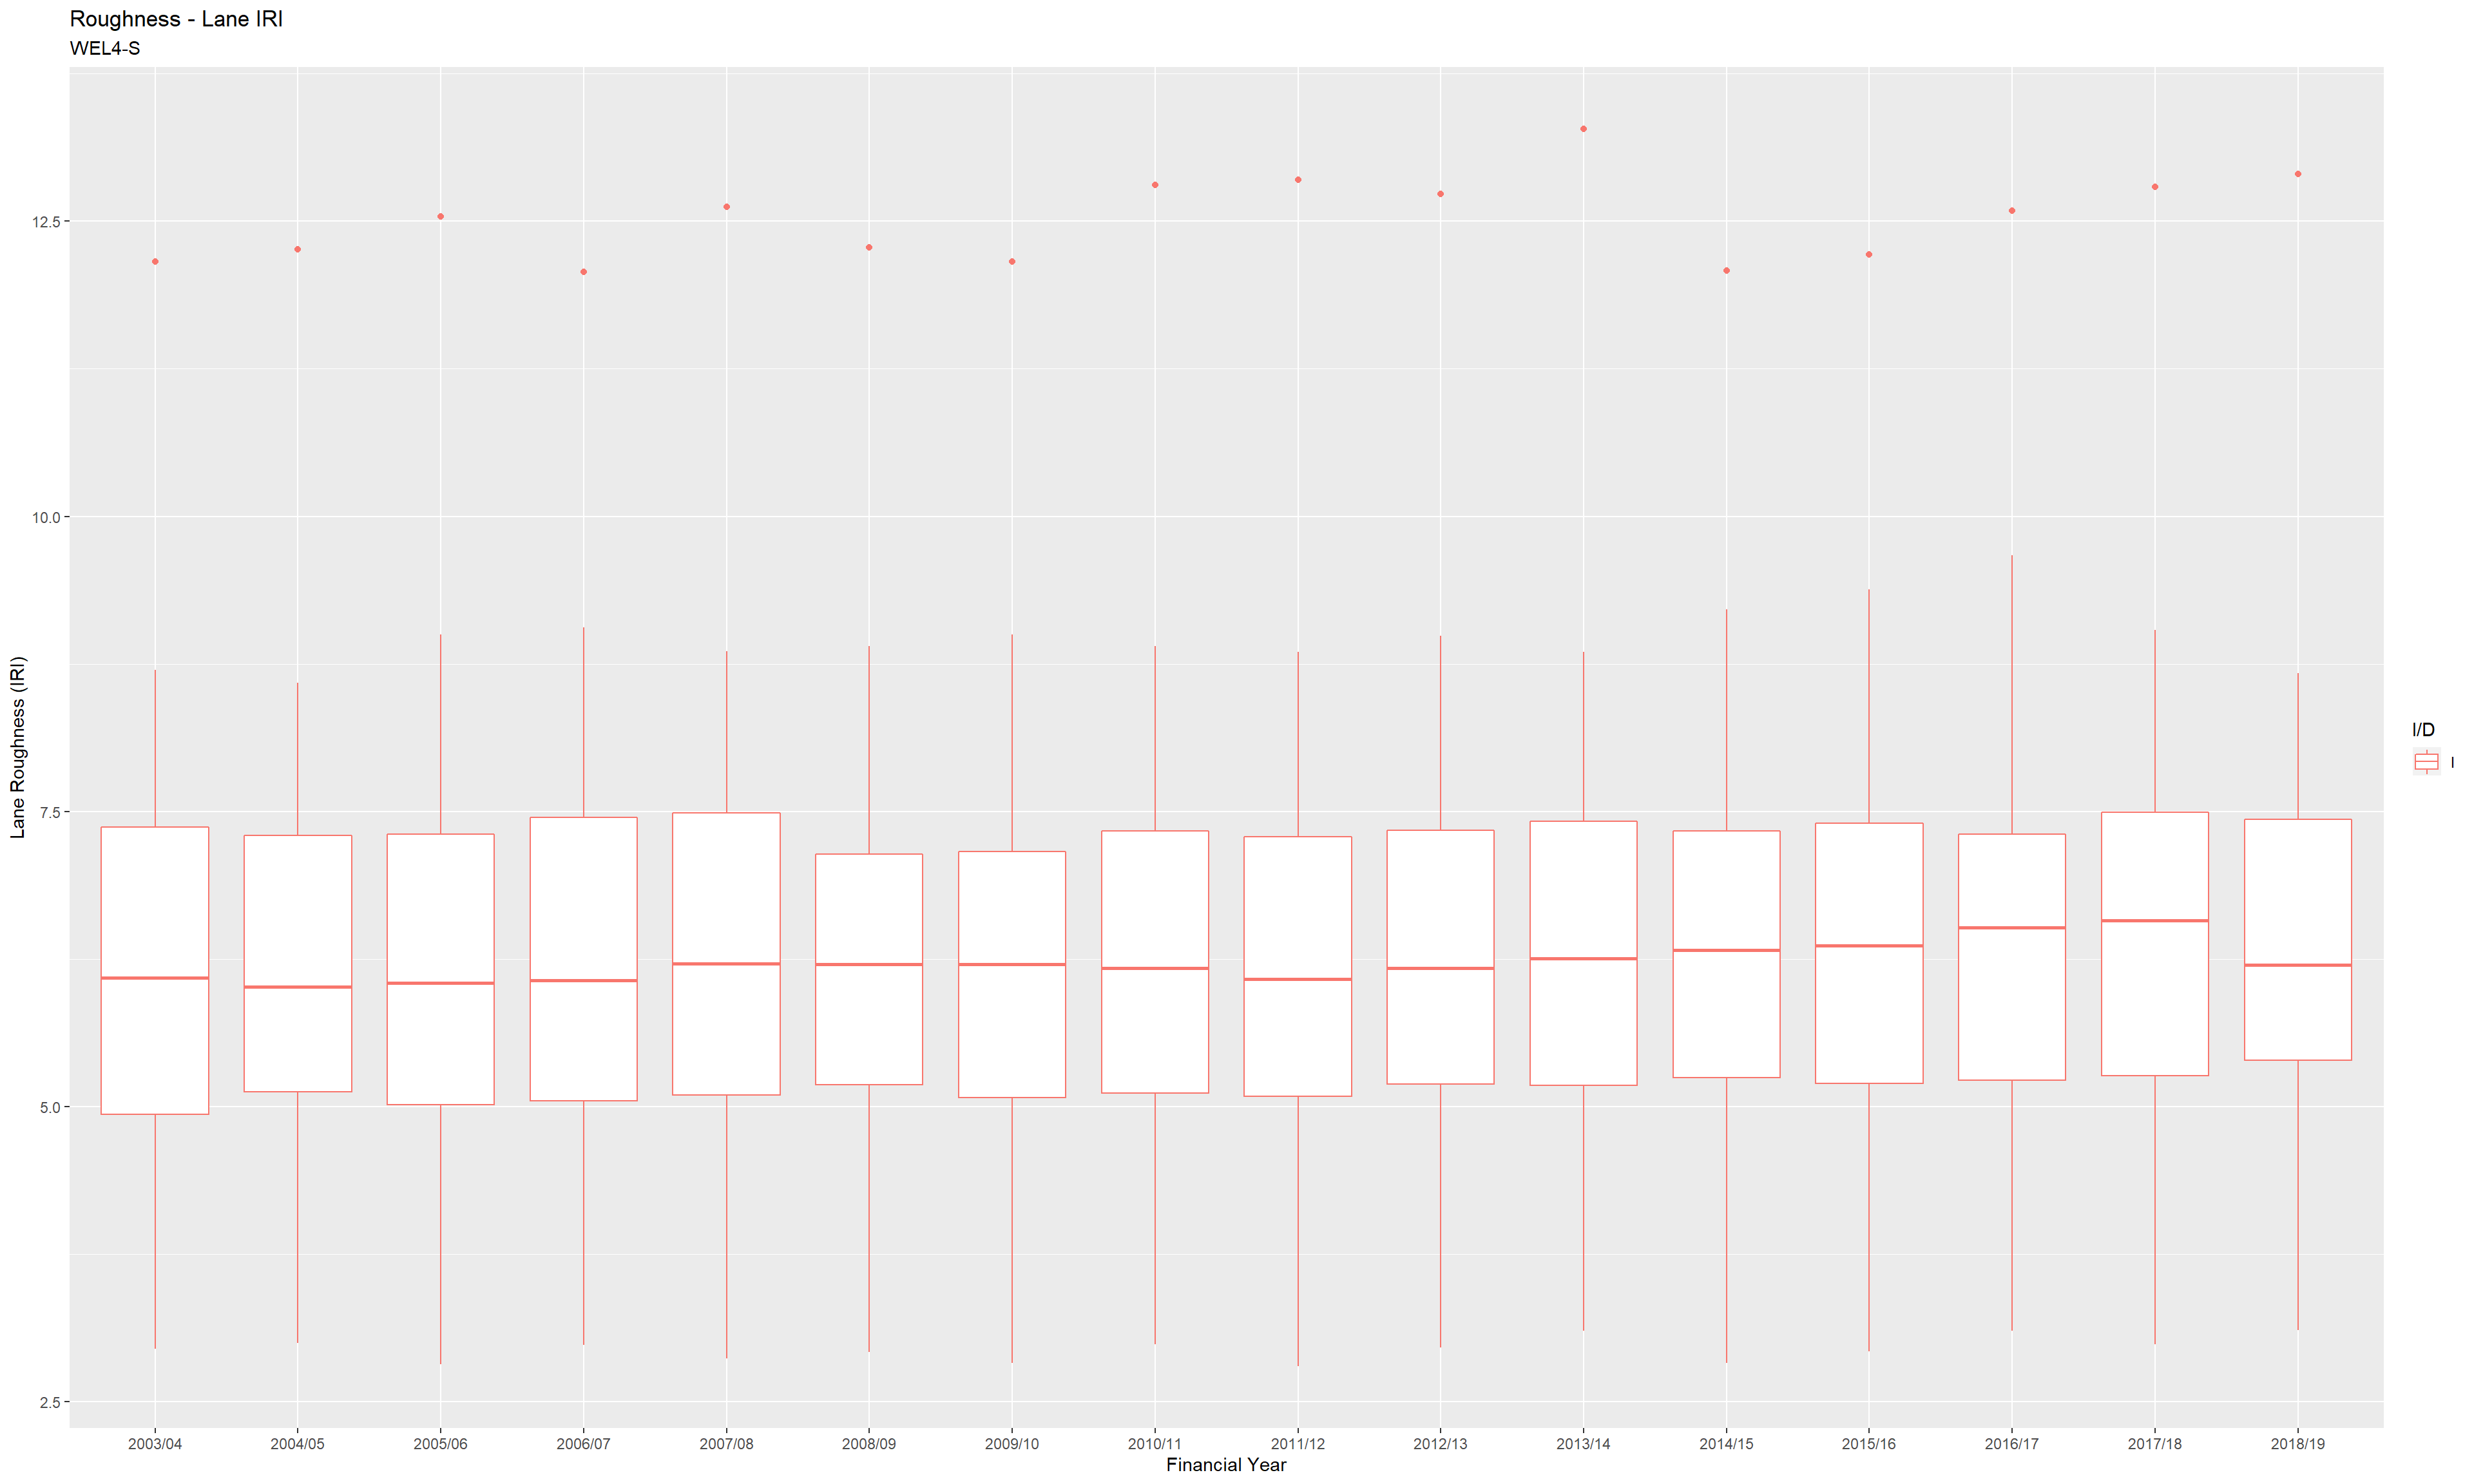 Roughness - Lane IRI
WEL4-S
Lane Roughness (IRI)
12.5
10.0
7.5
5.0
2.5
2003/04 2004/05 2005/06 2006/07 2007/08 2008/09 2009/10 2010/11 2011/12 2012/13 2013/14 2014/15 2015/16 2016/17 2017/18 2018/19
Financial Year
I/D
I